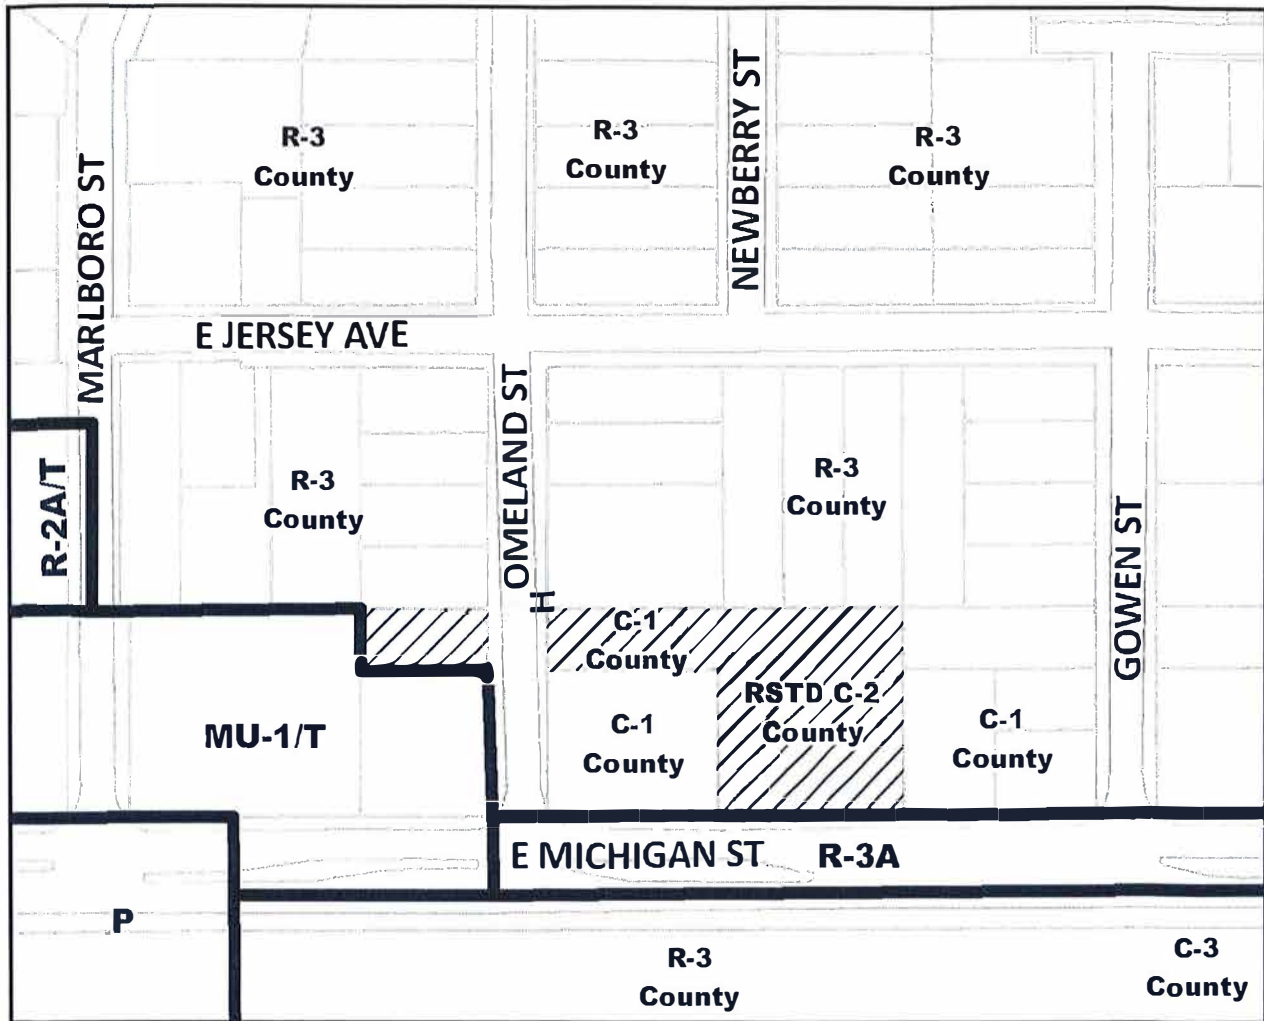 R-3
County
R-3
County
R-3
County
NEWBERRY ST
MARLBORO ST
E JERSEY AVE
R-2A/T
R-3
County
HOMELAND ST
R-3
County
GOWEN ST
C-1
County
RSTD C-2
County
MU-1/T
C-1
County
C-1
County
E MICHIGAN ST
R-3A
P
R-3
County
C-3
County